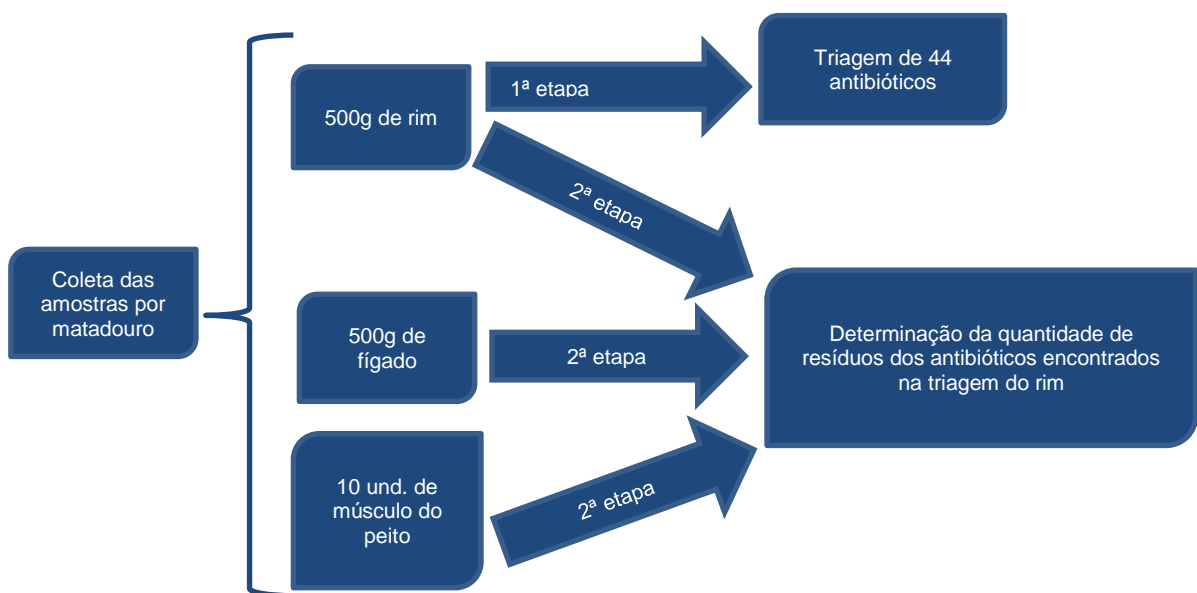 Coleta das
amostras por
matadouro
500g de rim
1ª etapa
Triagem de 44
antibióticos
2ª etapa
500g de
fígado
2ª etapa
Determinação da quantidade de
resíduos dos antibióticos encontrados
na triagem do rim
10 und. de
músculo do
peito
2ª etapa